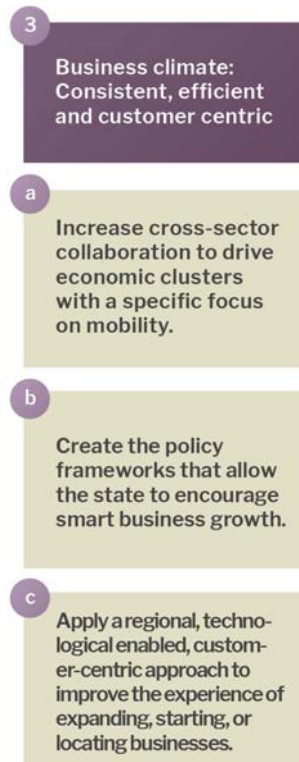 3
Business climate:
Consistent, efficient
and customer centric
a
Increase cross-sector
collaboration to drive
economic clusters
with a specific focus
on mobility.
b
Create the policy
frameworks that allow
the state to encourage
smart business growth.
c
Apply a regional, techno-
logical enabled, custom-
er-centric approach to
improve the experience of
expanding, starting, or
locating businesses.